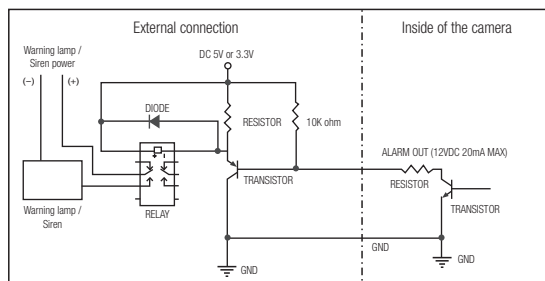 External connection
Inside of the camera
Warning lamp /
Siren power
(−)
(+)
DC 5V or 3.3V
DIODE
RESISTOR
10K ohm
ALARM OUT (12VDC 20mA MAX)
RESISTOR
TRANSISTOR
TRANSISTOR
Warning lamp /
Siren
RELAY
GND
GND
GND